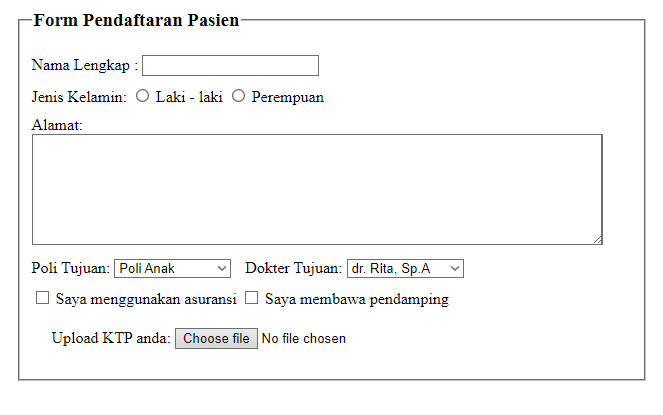 Form Pendaftaran Pasien
Nama Lengkap :
Jenis Kelamin: Laki - laki Perempuan
Alamat:
Poli Tujuan: Poli Anak Dokter Tujuan: dr. Rita, Sp.A
Saya menggunakan asuransi Saya membawa pendamping
Upload KTP anda: Choose file No file chosen